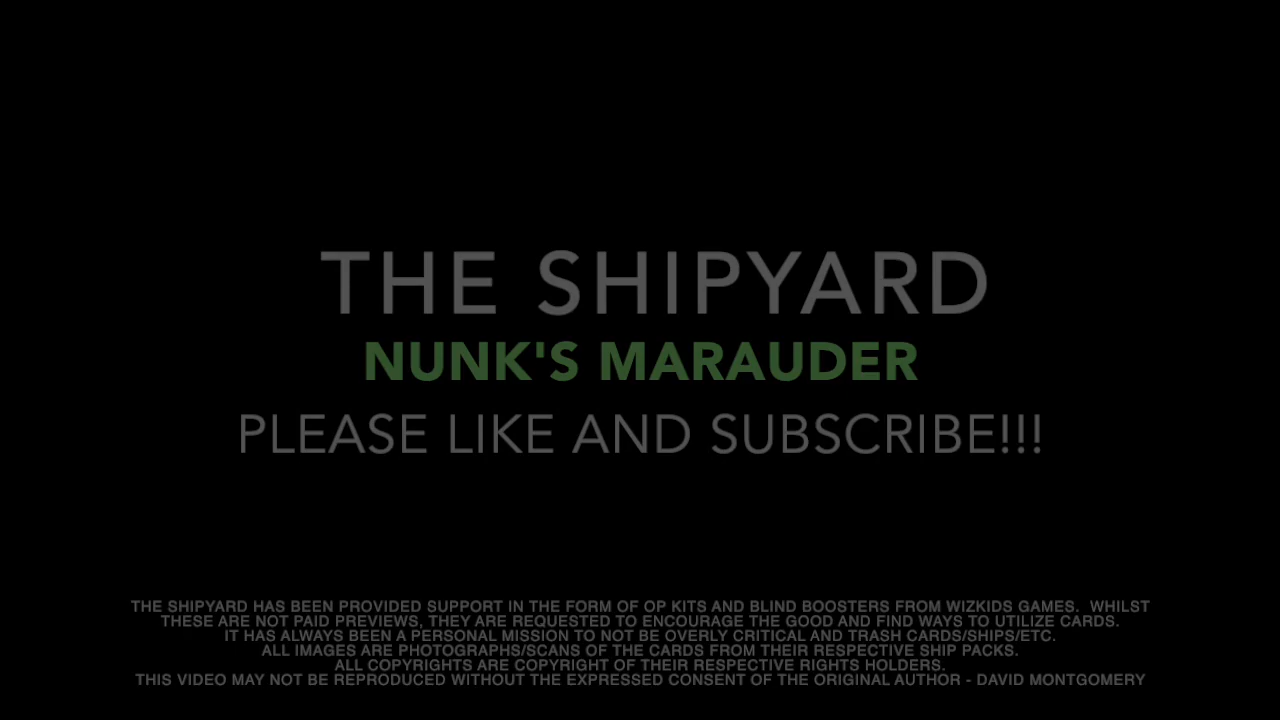 THE SHIPYARD
NUNK'S MARAUDER
PLEASE LIKE AND SUBSCRIBE!!!
THE SHIPYARD HAS BEEN PROVIDED SUPPORT IN THE FORM OF OP KITS AND BLIND BOOSTERS FROM WIZKIDS GAMES.  WHILST
THESE ARE NOT PAID PREVIEWS, THEY ARE REQUESTED TO ENCOURAGE THE GOOD AND FIND WAYS TO UTILIZE CARDS.
IT HAS ALWAYS BEEN A PERSONAL MISSION TO NOT BE OVERLY CRITICAL AND TRASH CARDS/SHIPS/ETC.
ALL IMAGES ARE PHOTOGRAPHS/SCANS OF THE CARDS FROM THEIR RESPECTIVE SHIP PACKS.
ALL COPYRIGHTS ARE COPYRIGHT OF THEIR RESPECTIVE RIGHTS HOLDERS.
THIS VIDEO MAY NOT BE REPRODUCED WITHOUT THE EXPRESSED CONSENT OF THE ORIGINAL AUTHOR - DAVID MONTGOMERY